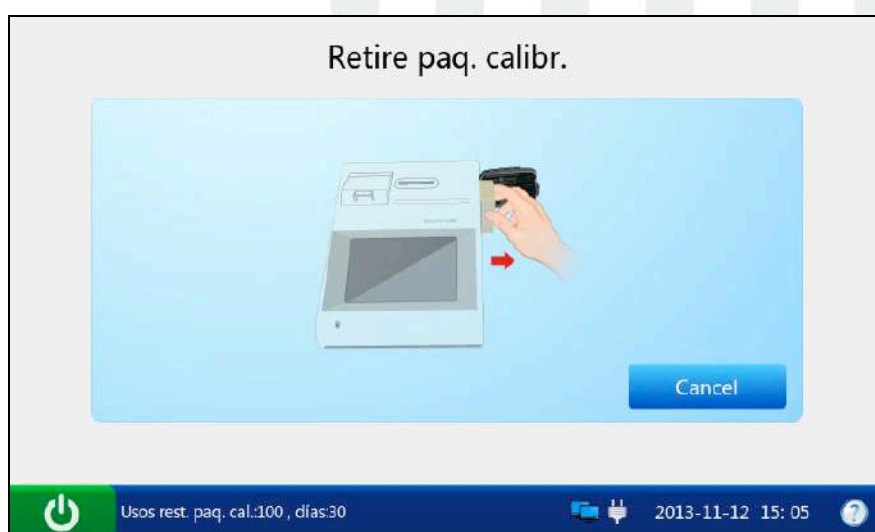 Retire paq. calibr.
Cancel
Usos rest. paq. cal.:100 , días:30
2013-11-12 15: 05
?